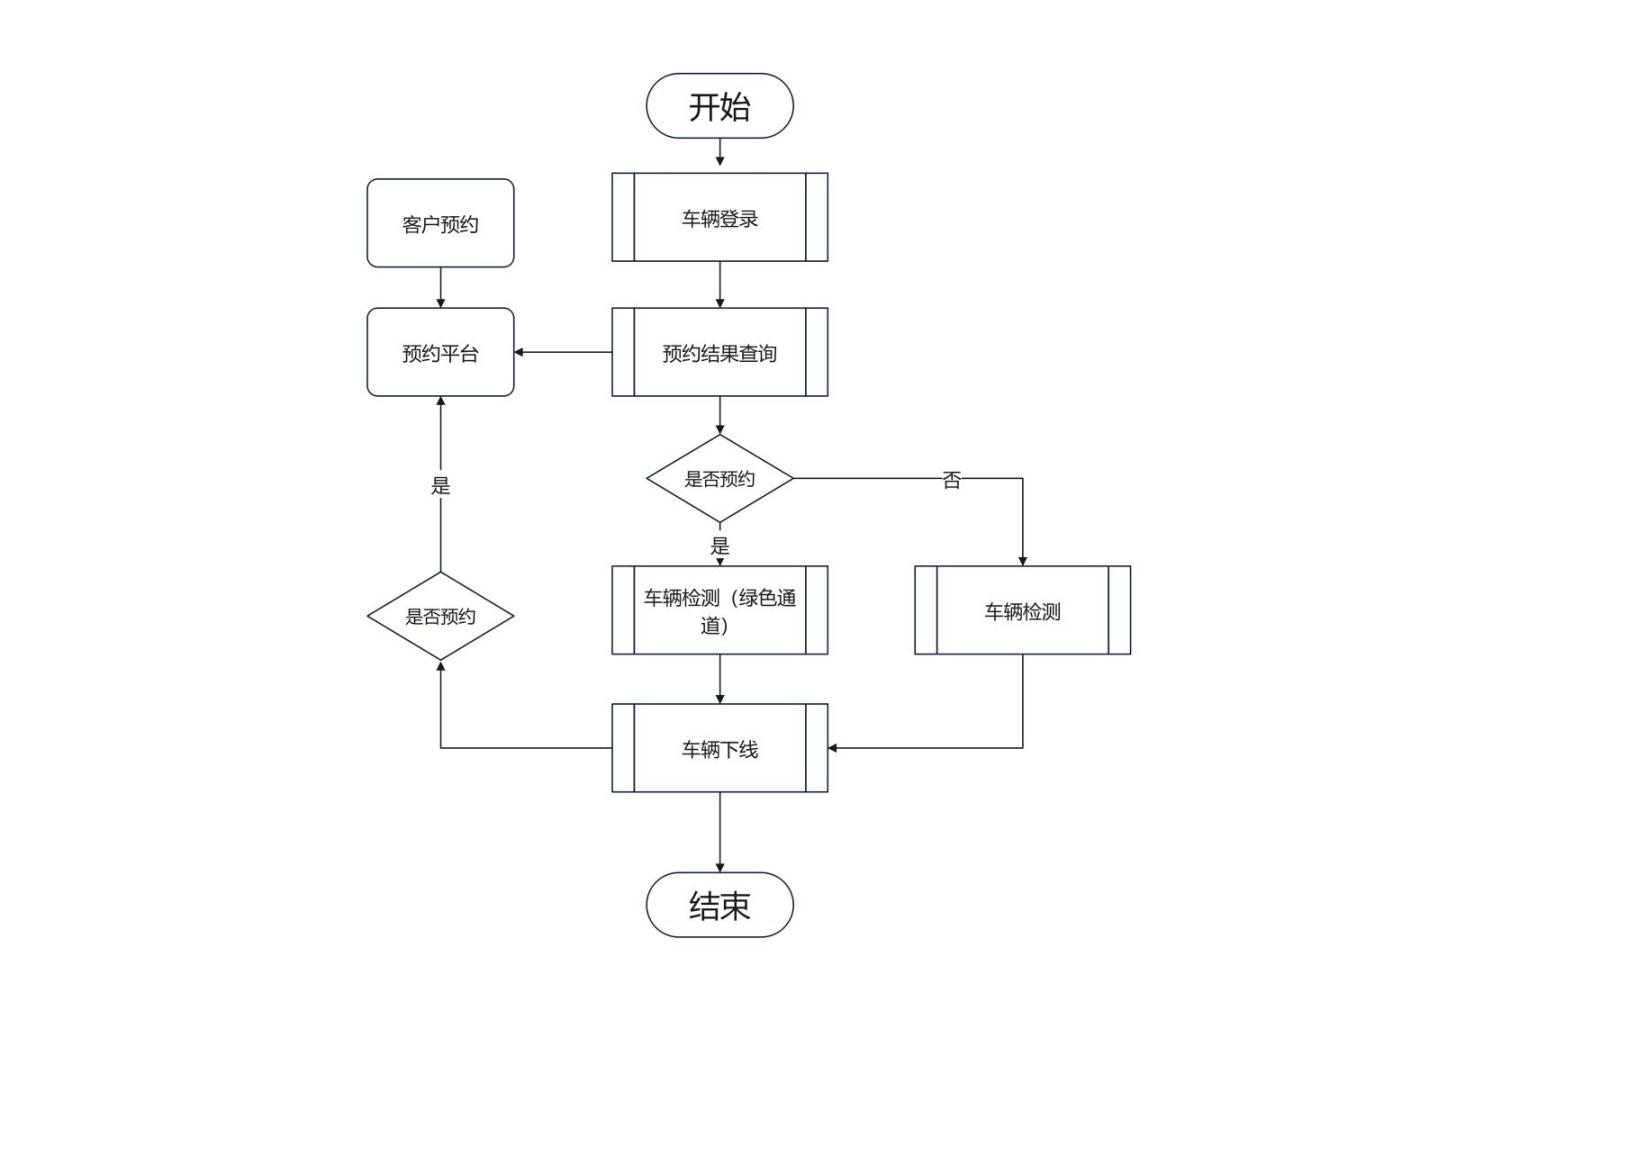 开始
客户预约
车辆登录
预约平台
预约结果查询
是否预约
否
是
是
车辆检测（绿色通
道）
车辆检测
是否预约
车辆下线
结束